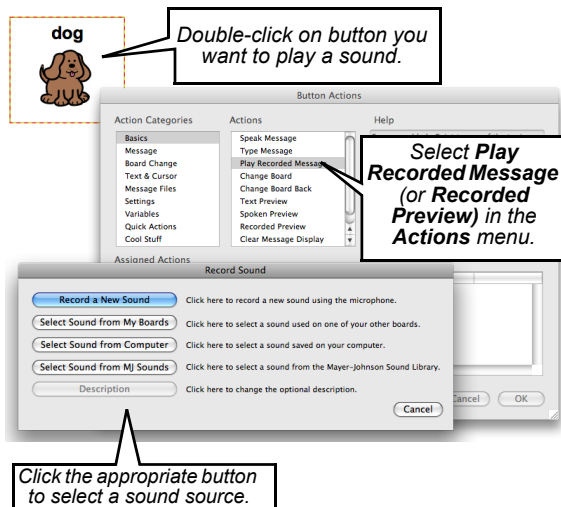 dog
Double-click on button you
want to play a sound.
Button Actions
Action Categories
Actions
Help
Basics
Message
Board Change
Text & Cursor
Message Files
Settings
Variables
Quick Actions
Cool Stuff
Speak Message
Type Message
Play Recorded Message
Change Board
Change Board Back
Text Preview
Spoken Preview
Recorded Preview
Clear Message Display
Select Play
Recorded Message
(or Recorded
Preview) in the
Actions menu.
Assigned Actions
Record Sound
Record a New Sound Click here to record a new sound using the microphone.
Select Sound from My Boards Click here to select a sound used on one of your other boards.
Select Sound from Computer Click here to select a sound saved on your computer.
Select Sound from MJ Sounds Click here to select a sound from the Mayer-Johnson Sound Library.
Description Click here to change the optional description.
Cancel
Cancel OK
Click the appropriate button
to select a sound source.